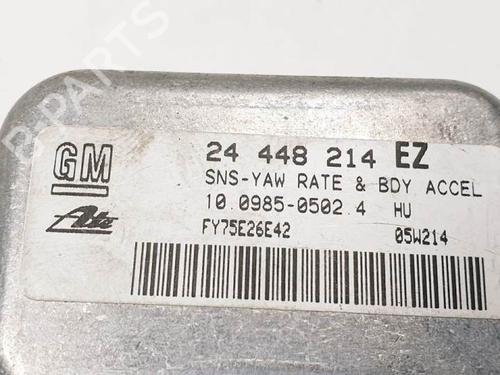 B-PARTS
GM
24 448 214 EZ
SNS-YAW RATE & BDY ACCEL
Ate
10.0985-0502.4 HU
FY75E26E42 05W214